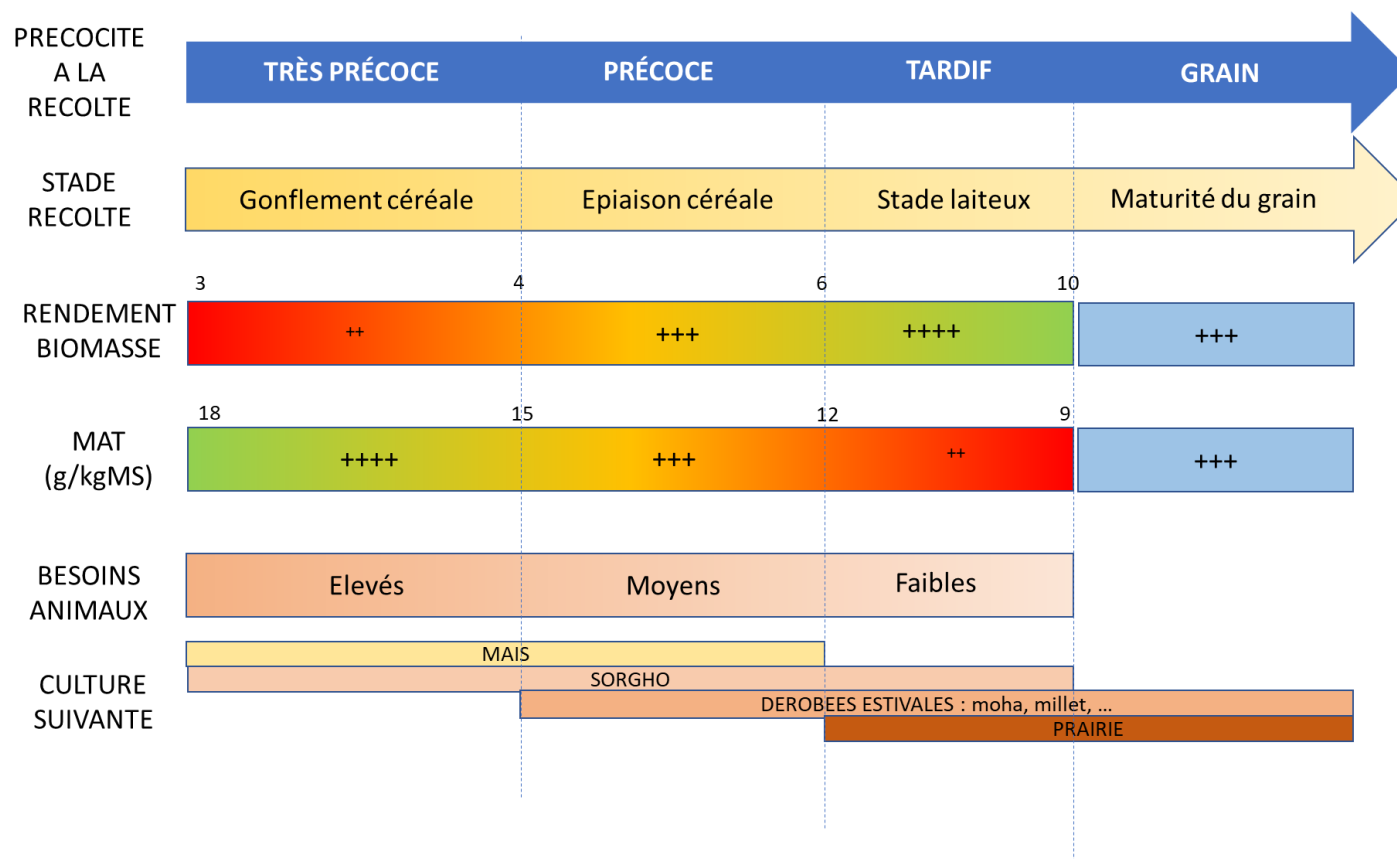 PRECOCITE
A LA
RECOLTE
TRÈS PRÉCOCE
PRÉCOCE
TARDIF
GRAIN
STADE
RECOLTE
Gonflement céréale
Epiaison céréale
Stade laiteux
Maturité du grain
3
4
6
10
RENDEMENT
BIOMASSE
++
+++
++++
+++
18
15
12
9
MAT
(g/kgMS)
++++
+++
++
+++
BESOINS
ANIMAUX
Elevés
Moyens
Faibles
CULTURE
SUIVANTE
MAIS
SORGHO
DEROBEES ESTIVALES : moha, millet, ...
PRAIRIE